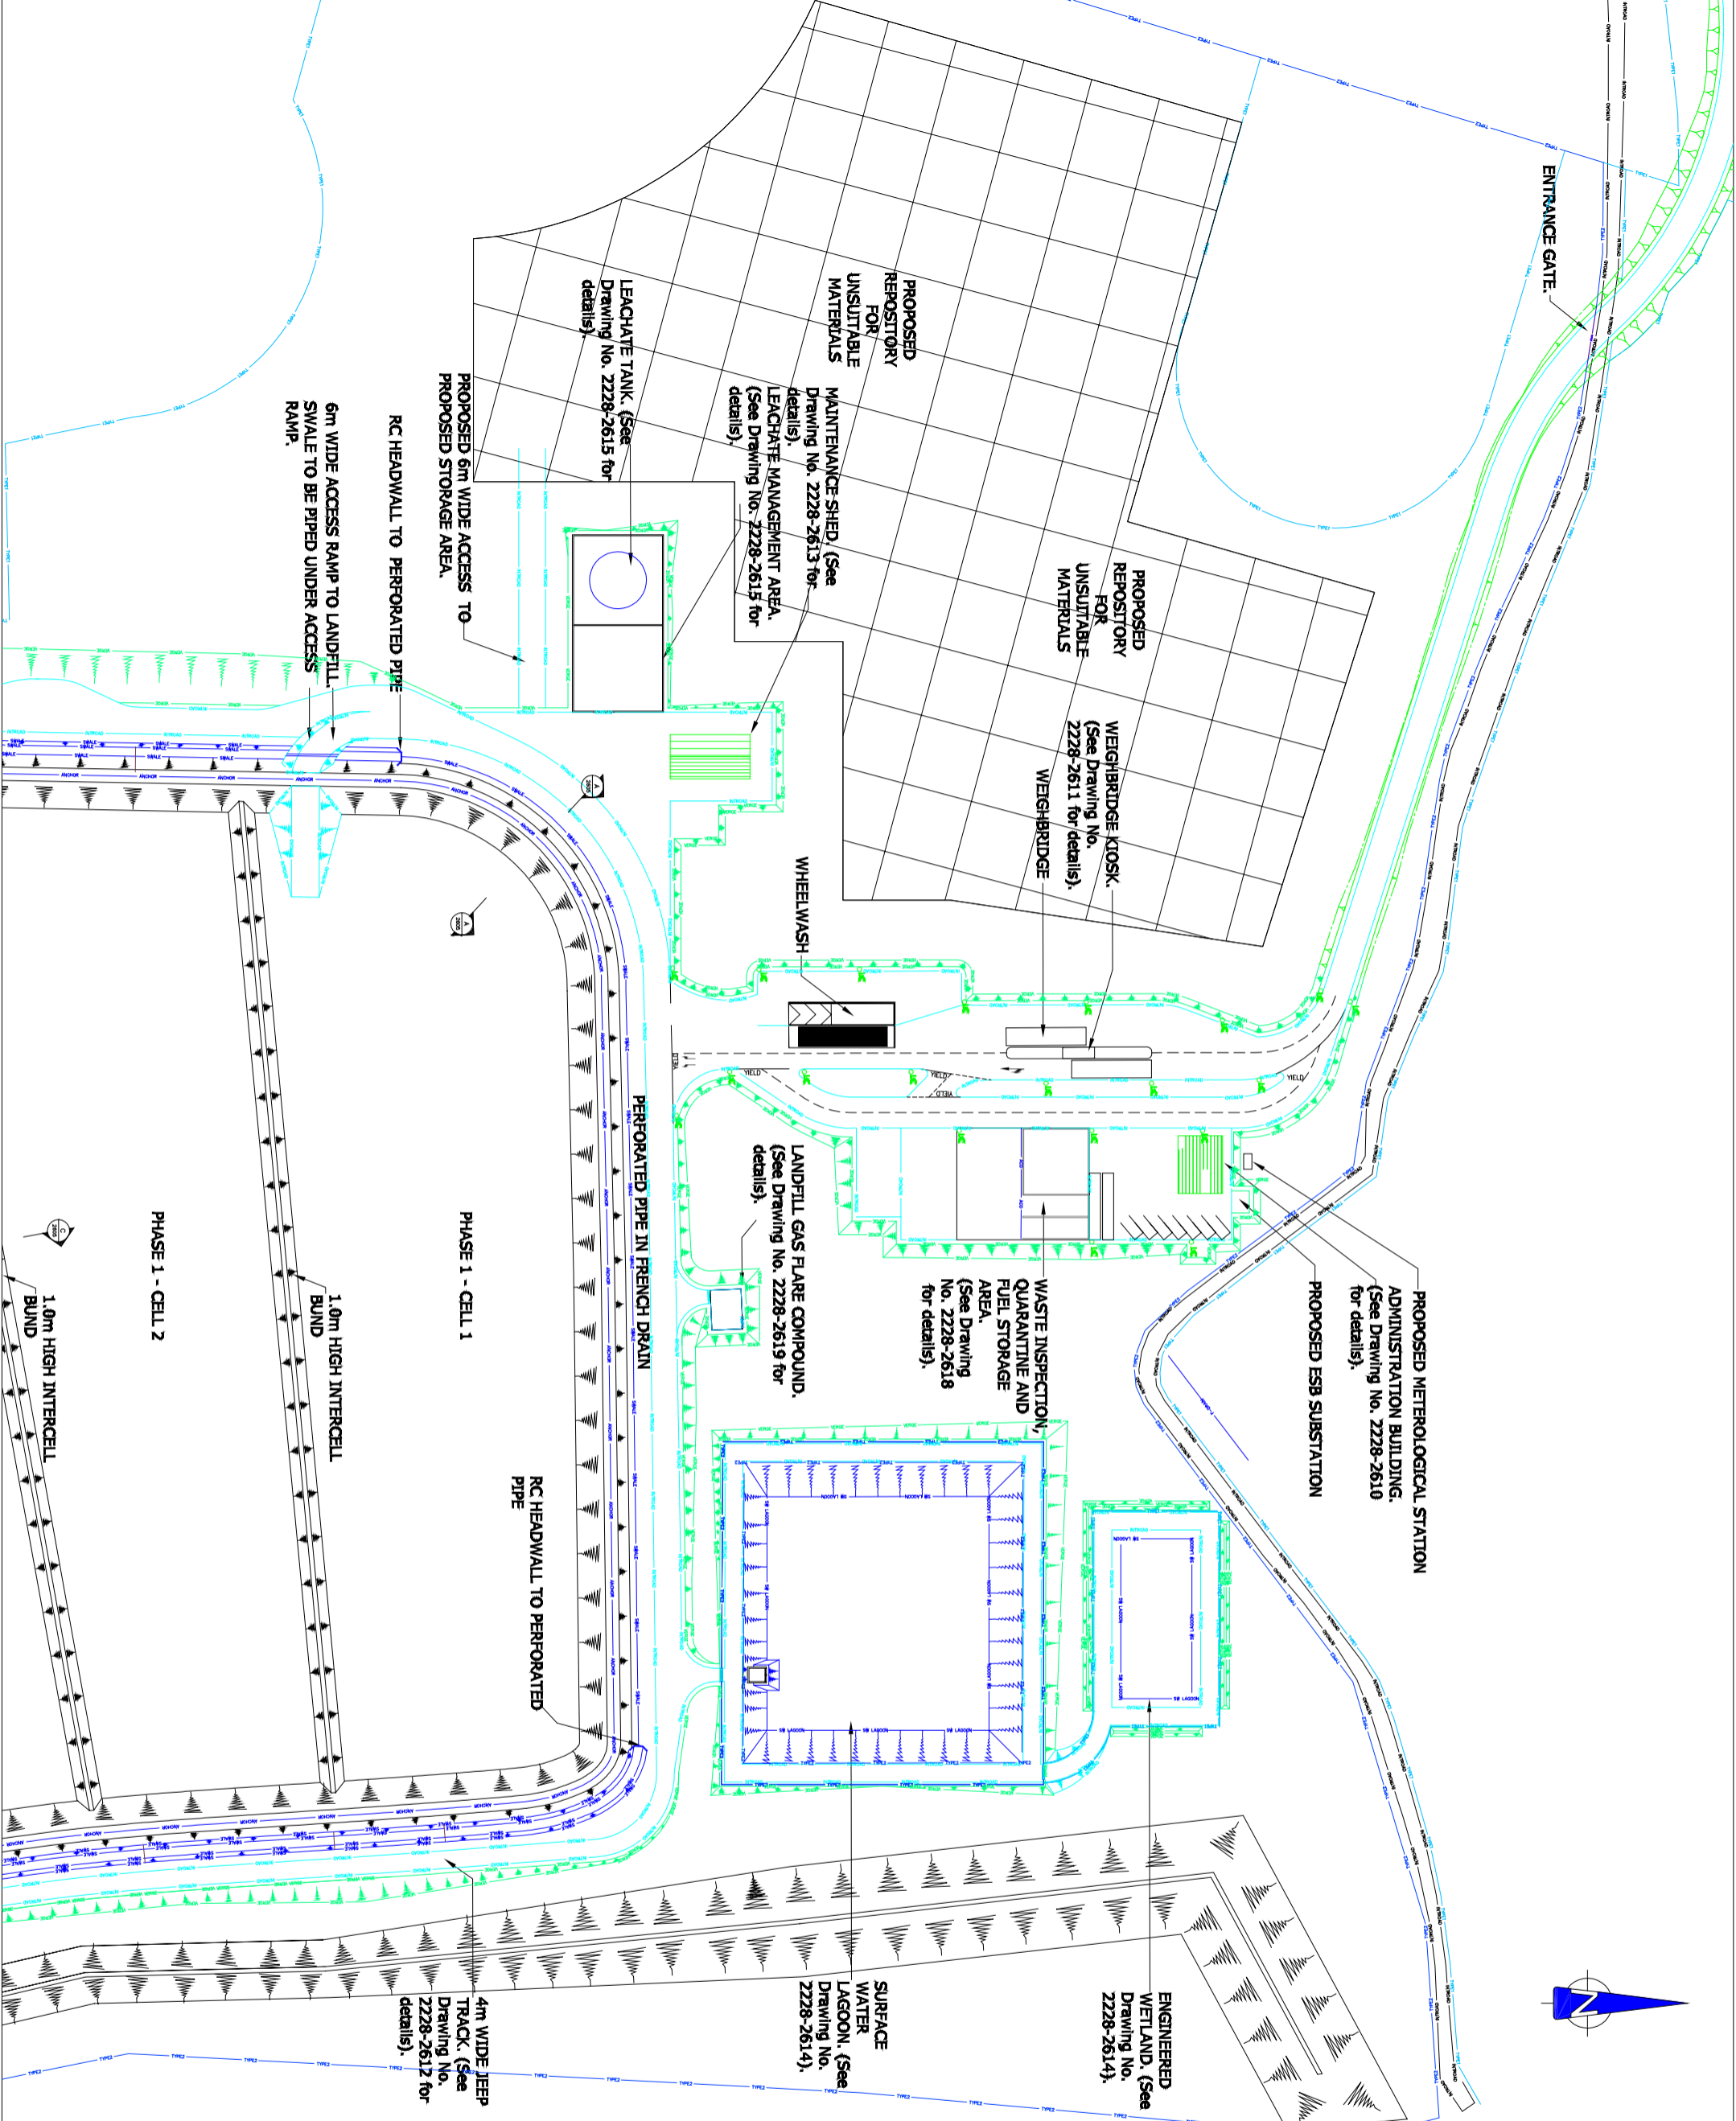 ENTRANCE GATE.
PROPOSED
REPOSITORY
FOR
UNSUITABLE
MATERIALS
LEACHATE TANK. (See
Drawing No. 2228-2615 for
details).
MAINTENANCE SHED. (See
Drawing No. 2228-2613 for
details).
LEACHATE MANAGEMENT AREA.
(See Drawing No. 2228-2615 for
details).
PROPOSED 6m WIDE ACCESS TO
PROPOSED STORAGE AREA.
RC HEADWALL TO PERFORATED PIPE
6m WIDE ACCESS RAMP TO LANDFILL.
SWALE TO BE PIPED UNDER ACCESS
RAMP.
PROPOSED
REPOSITORY
FOR
UNSUITABLE
MATERIALS
WEIGHBRIDGE KIOSK.
(See Drawing No.
2228-2611 for details).
WEIGHBRIDGE
WHEELWASH
YIELD
YIELD
YIELD
YIELD
PROPOSED METEROLOGICAL STATION
ADMINISTRATION BUILDING.
(See Drawing No. 2228-2610
for details).
PROPOSED ESB SUBSTATION
WASTE INSPECTION,
QUARANTINE AND
FUEL STORAGE
AREA.
(See Drawing
No. 2228-2618
for details).
LANDFILL GAS FLARE COMPOUND.
(See Drawing No. 2228-2619 for
details).
PERFORATED PIPE IN FRENCH DRAIN
PHASE 1 - CELL 1
1.0m HIGH INTERCELL
BUND
PHASE 1 - CELL 2
1.0m HIGH INTERCELL
BUND
RC HEADWALL TO PERFORATED
PIPE
ENGINEERED
WETLAND. (See
Drawing No.
2228-2614).
SURFACE
WATER
LAGOON. (See
Drawing No.
2228-2614).
4m WIDE JEEP
TRACK. (See
Drawing No.
2228-2612 for
details).
N
A
A
C
ANCHOR
SWALE
VERGE
INTROAD
TYPE1
TYPE2
SW LAGOON